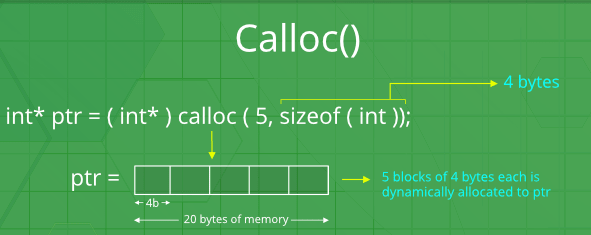 Calloc()
4 bytes
int* ptr = ( int* ) calloc ( 5, sizeof ( int ));
ptr =
5 blocks of 4 bytes each is
dynamically allocated to ptr
4b
20 bytes of memory